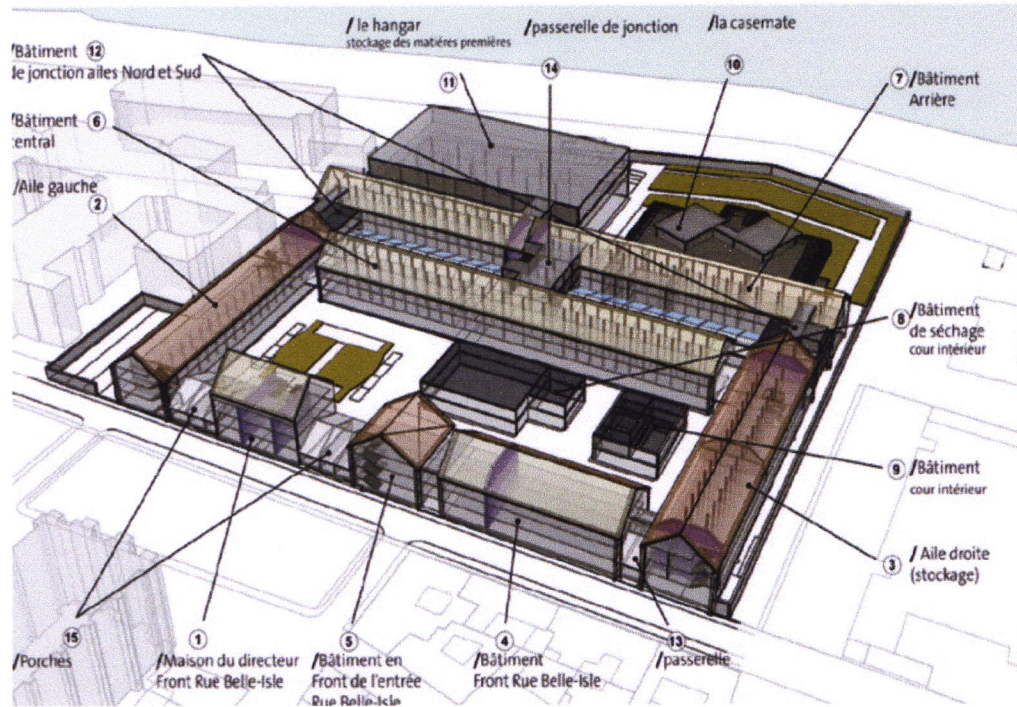 / le hangar
stockage des matières premières
/passerelle de jonction
/la casemate
/Bâtiment 12
de jonction ailes Nord et Sud
11
14
10
7 /Bâtiment
Arrière
/Bâtiment 6
central
/Aile gauche
2
8 /Bâtiment
de séchage
cour intérieur
9 /Bâtiment
cour intérieur
3 / Aile droite
(stockage)
15
/Porches
1
/Maison du directeur
Front Rue Belle-Isle
5
/Bâtiment en
Front de l'entrée
Rue Belle-Isle
4
/Bâtiment
Front Rue Belle-Isle
13
/passerelle